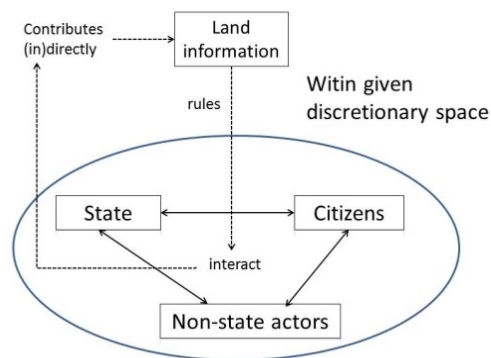 Contributes
(in)directly
Land
information
rules
Witin given
discretionary space
State
Citizens
interact
Non-state actors